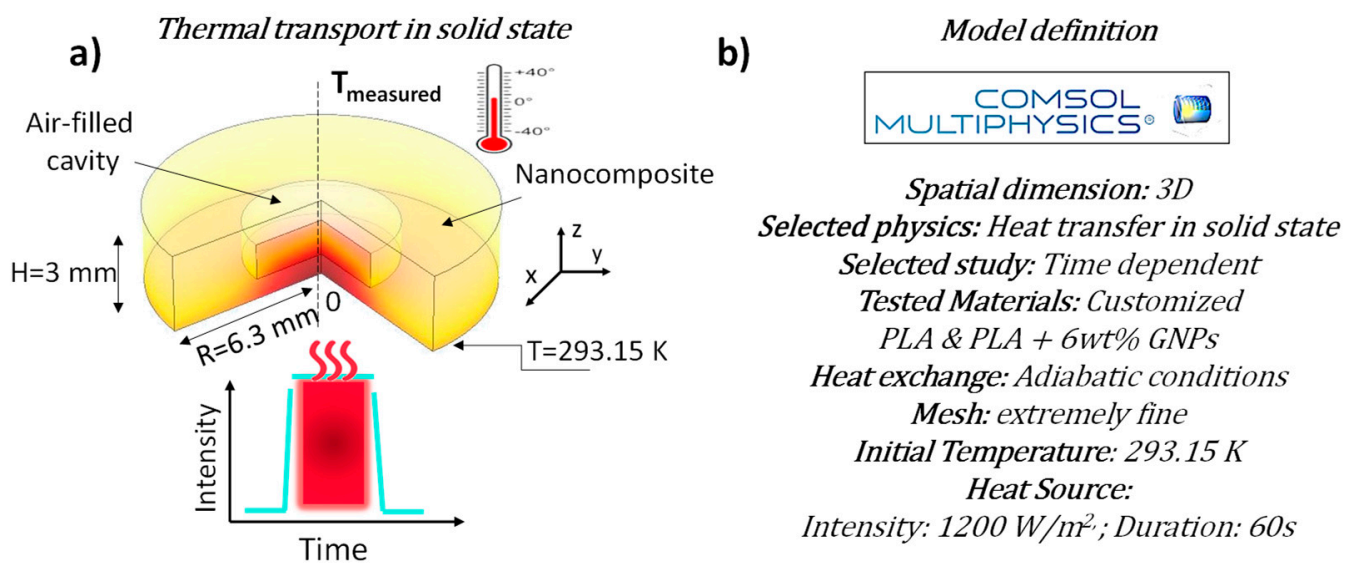 Thermal transport in solid state
a)
T measured
+40°
0°
-40°
Air-filled
cavity
Nanocomposite
H=3 mm
z
y
x
0
R=6.3 mm
T=293.15 K
Intensity
Time
b)
Model definition
COMSOL
MULTIPHYSICS®
Spatial dimension: 3D
Selected physics: Heat transfer in solid state
Selected study: Time dependent
Tested Materials: Customized
PLA & PLA + 6wt% GNPs
Heat exchange: Adiabatic conditions
Mesh: extremely fine
Initial Temperature: 293.15 K
Heat Source:
Intensity: 1200 W/m²,; Duration: 60s